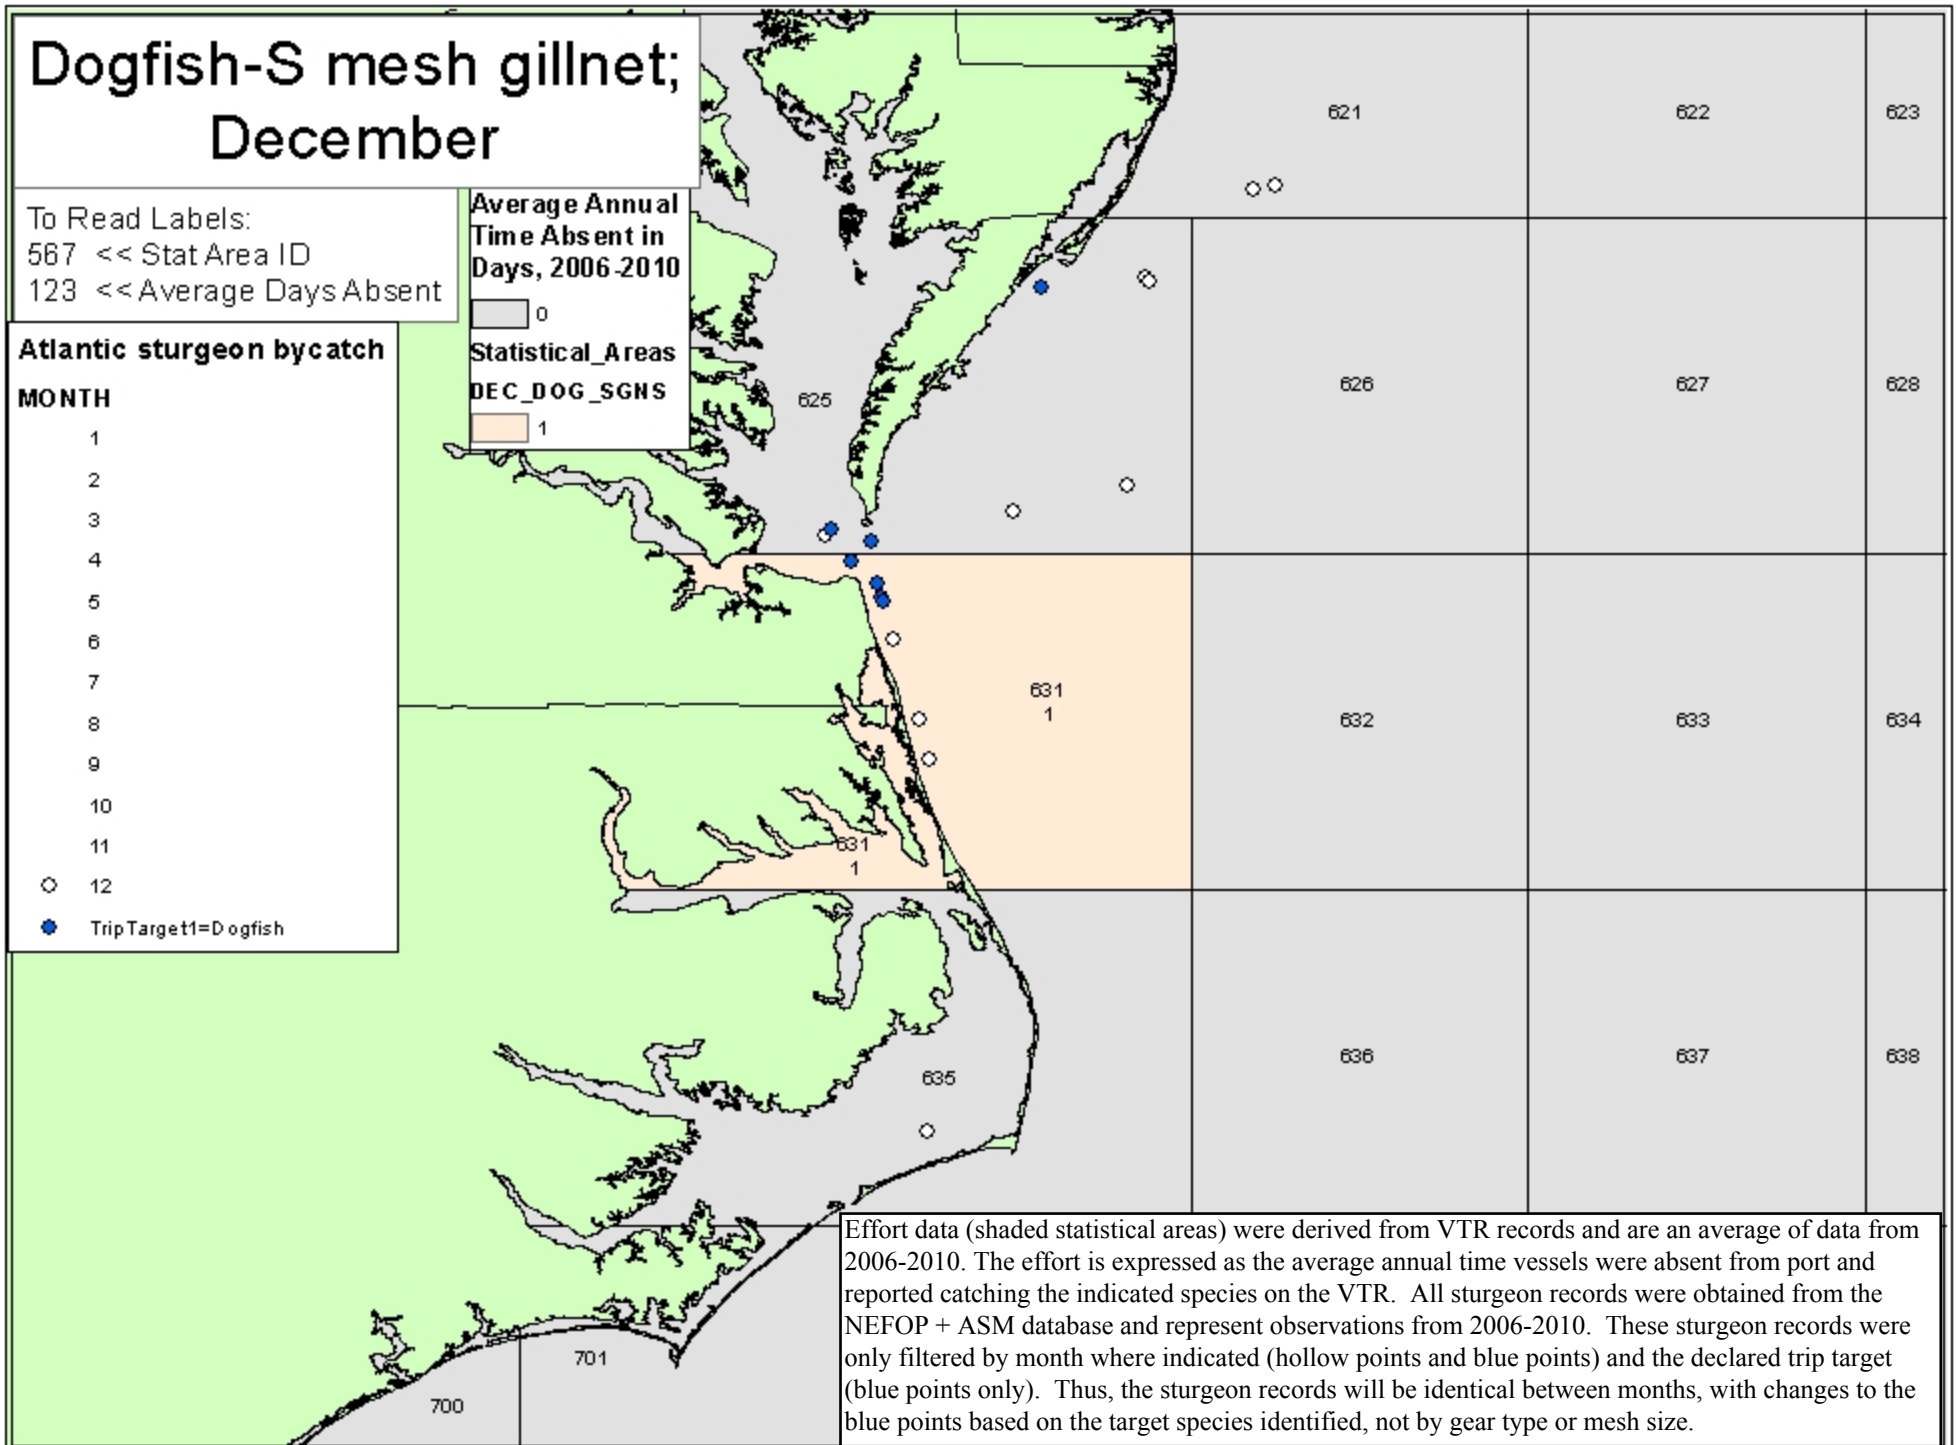 Dogfish-S mesh gillnet;
December
To Read Labels:
567 << Stat Area ID
123 << Average Days Absent
Average Annual
Time Absent in
Days, 2006-2010
0
Statistical_Areas
DEC_DOG_SGNS
1
Atlantic sturgeon bycatch
MONTH
1
2
3
4
5
6
7
8
9
10
11
12
TripTarget1=Dogfish
621
622
623
625
626
627
628
631
1
632
633
634
631
1
635
636
637
638
701
700
Effort data (shaded statistical areas) were derived from VTR records and are an average of data from
2006-2010. The effort is expressed as the average annual time vessels were absent from port and
reported catching the indicated species on the VTR. All sturgeon records were obtained from the
NEFOP + ASM database and represent observations from 2006-2010. These sturgeon records were
only filtered by month where indicated (hollow points and blue points) and the declared trip target
(blue points only). Thus, the sturgeon records will be identical between months, with changes to the
blue points based on the target species identified, not by gear type or mesh size.